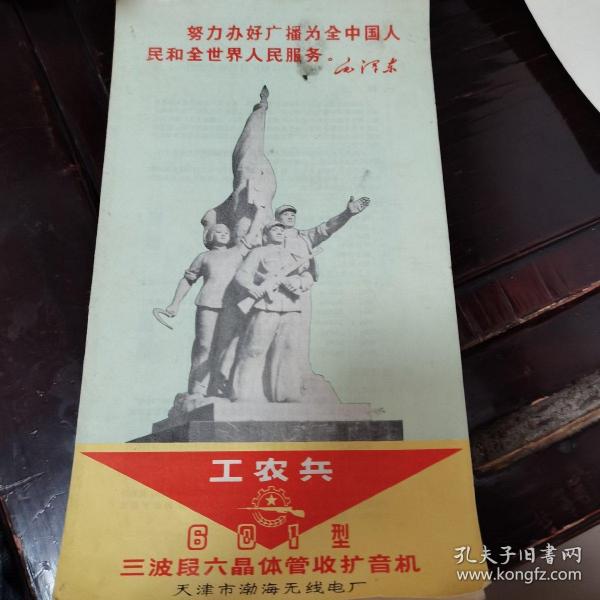 努力办好广播为全中国人
民和全世界人民服务。
毛泽东
工农兵
601型
三波段六晶体管收扩音机
天津市渤海无线电厂
孔夫子旧书网
www.kongfz.com